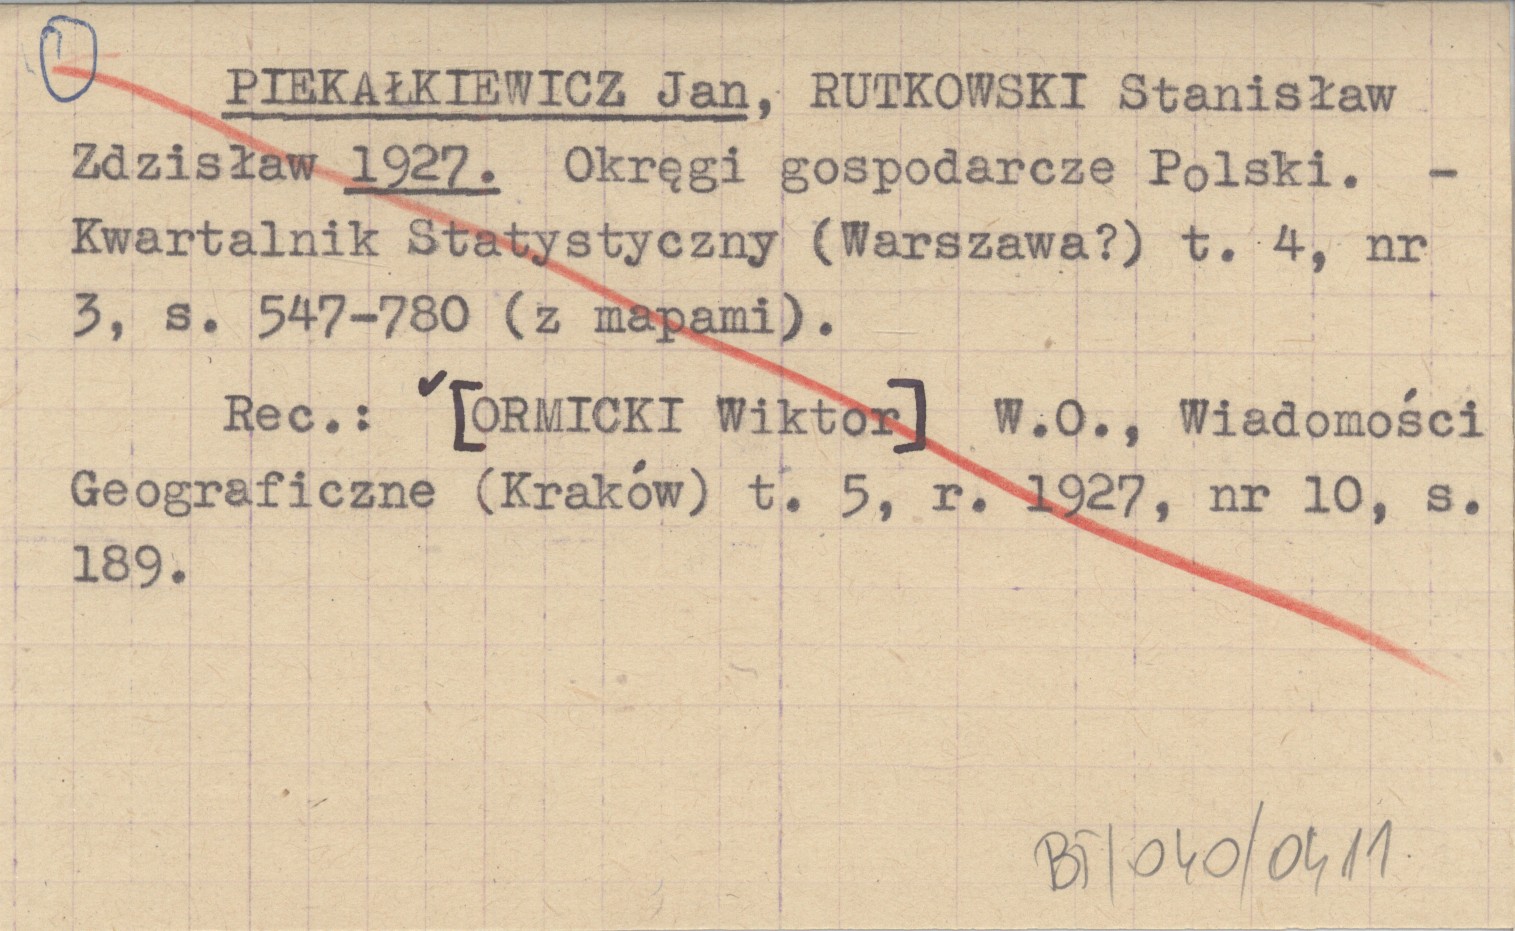 1
PIEKAŁKIEWICZ Jan, RUTKOWSKI Stanisław
Zdzisław 1927. Okręgi gospodarcze Polski. -
Kwartalnik Statystyczny (Warszawa?) t. 4, nr
3, s. 547-780 (z mapami).
Rec.: [ORMICKI Wiktor] W.O., Wiadomości
Geograficzne (Kraków) t. 5, r. 1927, nr 10, s.
189.
BT/040/0411